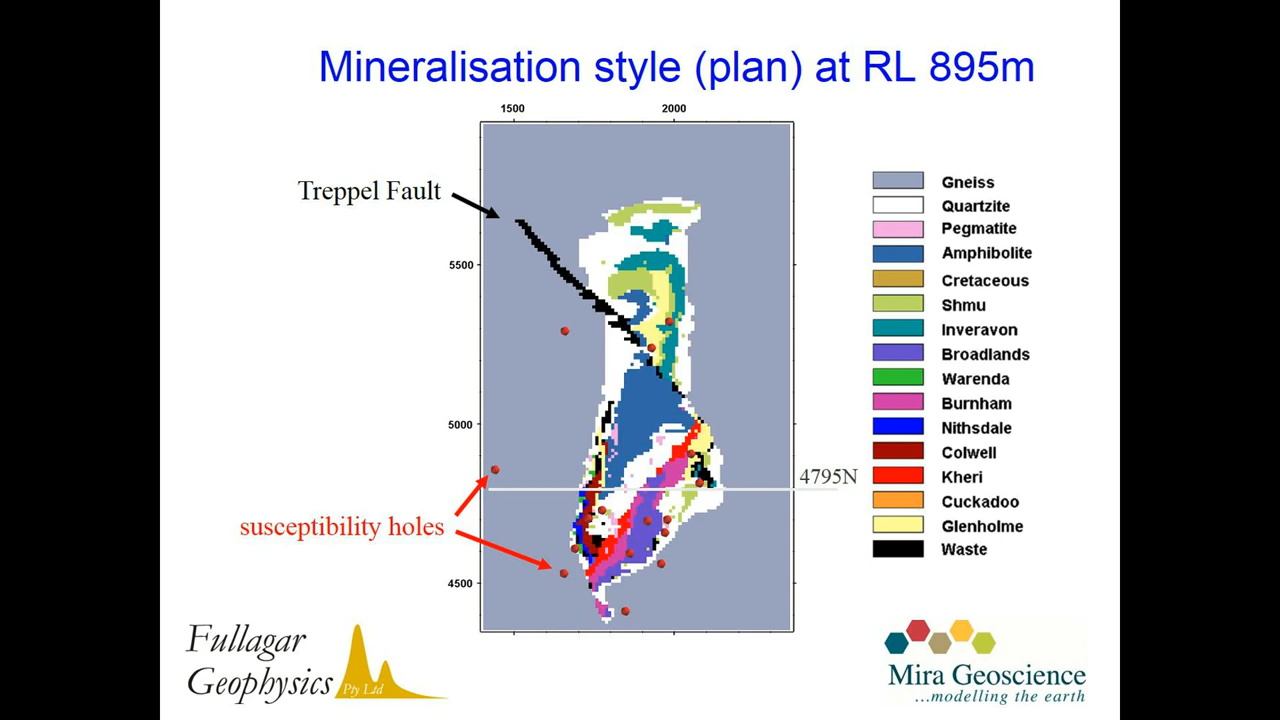 Mineralisation style (plan) at RL 895m
1500 2000
Treppel Fault
5500
5000
4500
4795N
susceptibility holes
Gneiss
Quartzite
Pegmatite
Amphibolite
Cretaceous
Shmu
Inveravon
Broadlands
Warenda
Burnham
Nithsdale
Colwell
Kheri
Cuckadoo
Glenholme
Waste
Fullagar
Geophysics
Pty Ltd
Mira Geoscience
...modelling the earth